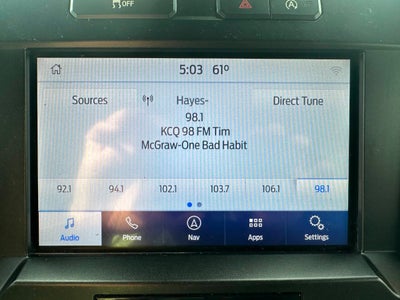 OFF
5:03 61°
Sources Hayes- Direct Tune
98.1
KCQ 98 FM Tim
McGraw-One Bad Habit
92.1 94.1 102.1 103.7 106.1 98.1
Audio Phone Nav Apps Settings